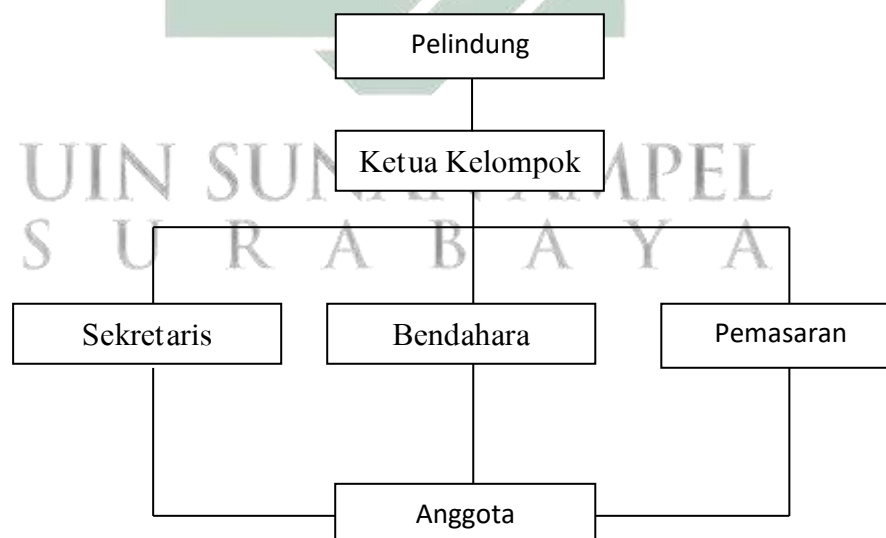 Pelindung
Ketua Kelompok
UIN SUNAN AMPEL
S U R A B A Y A
Sekretaris
Bendahara
Pemasaran
Anggota